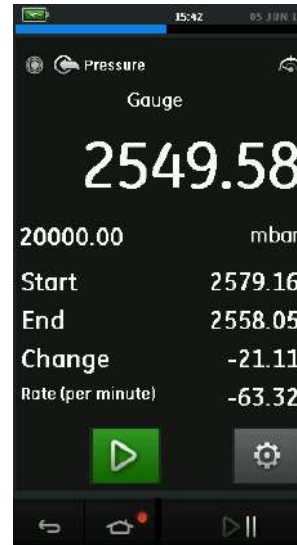 15:42 05 JUN 1
Pressure
Gauge
2549.58
20000.00 mbar
Start 2579.16
End 2558.05
Change -21.11
Rate (per minute) -63.32